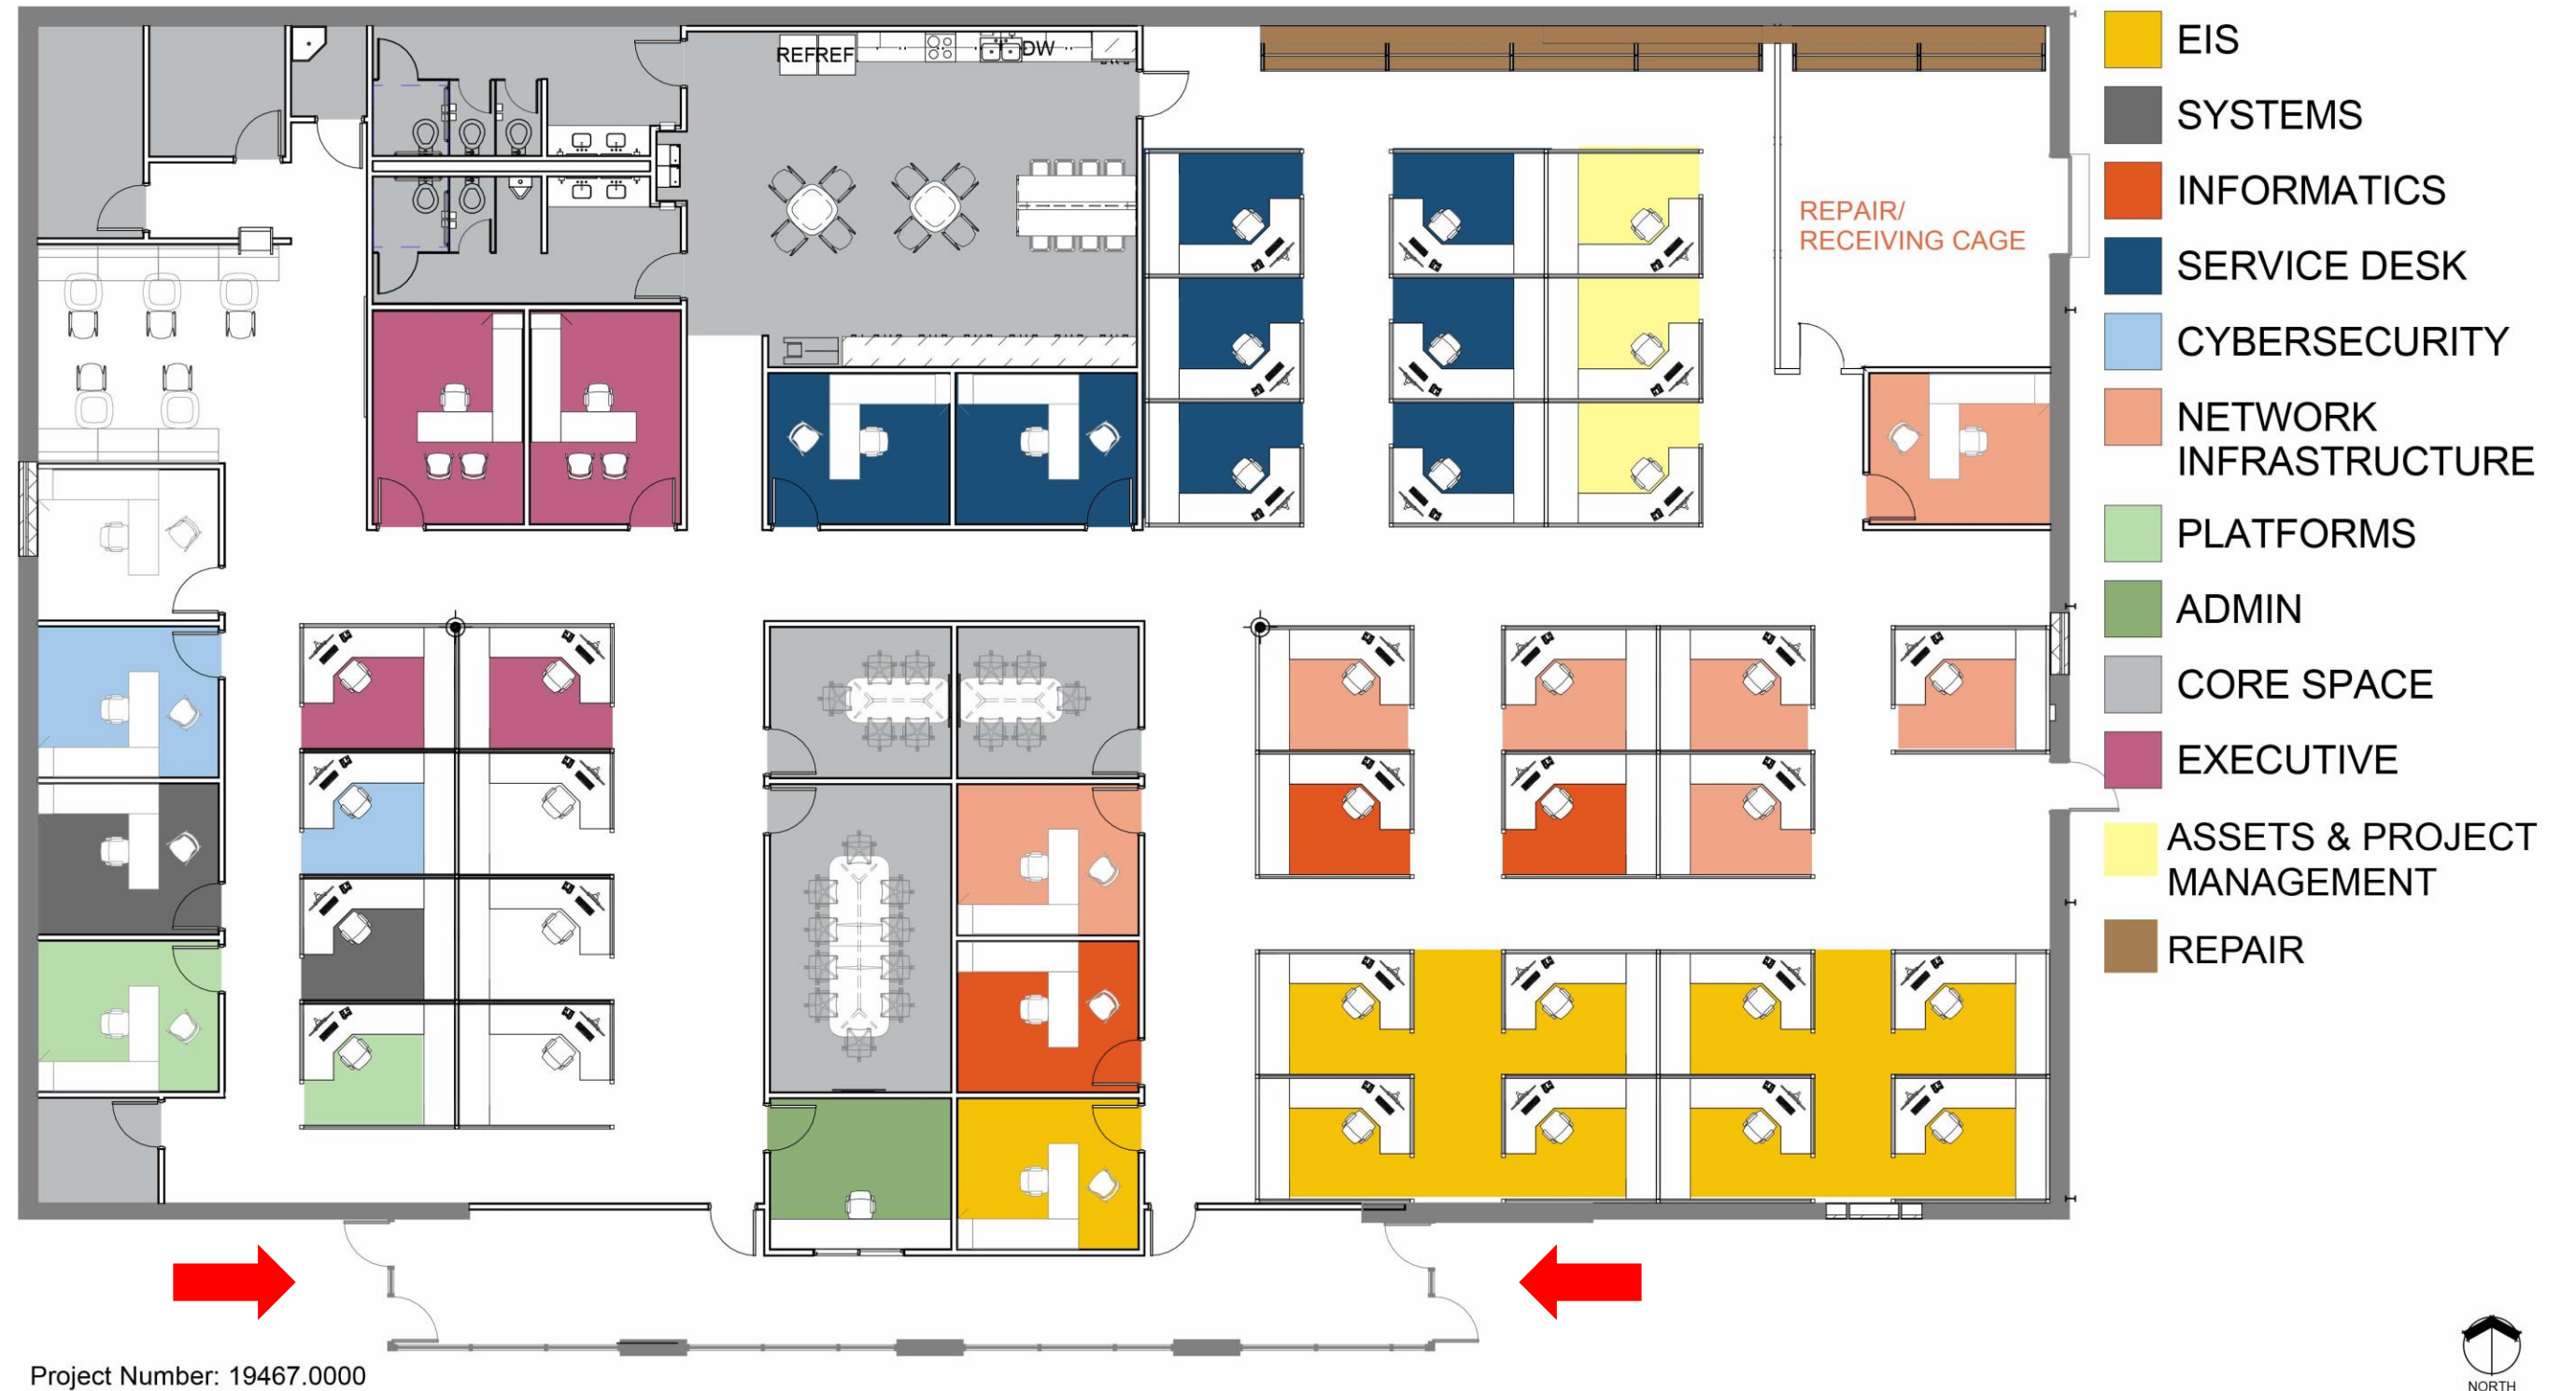 REFREF
DW
REPAIR/
RECEIVING CAGE
EIS
SYSTEMS
INFORMATICS
SERVICE DESK
CYBERSECURITY
NETWORK
INFRASTRUCTURE
PLATFORMS
ADMIN
CORE SPACE
EXECUTIVE
ASSETS & PROJECT
MANAGEMENT
REPAIR
Project Number: 19467.0000
NORTH